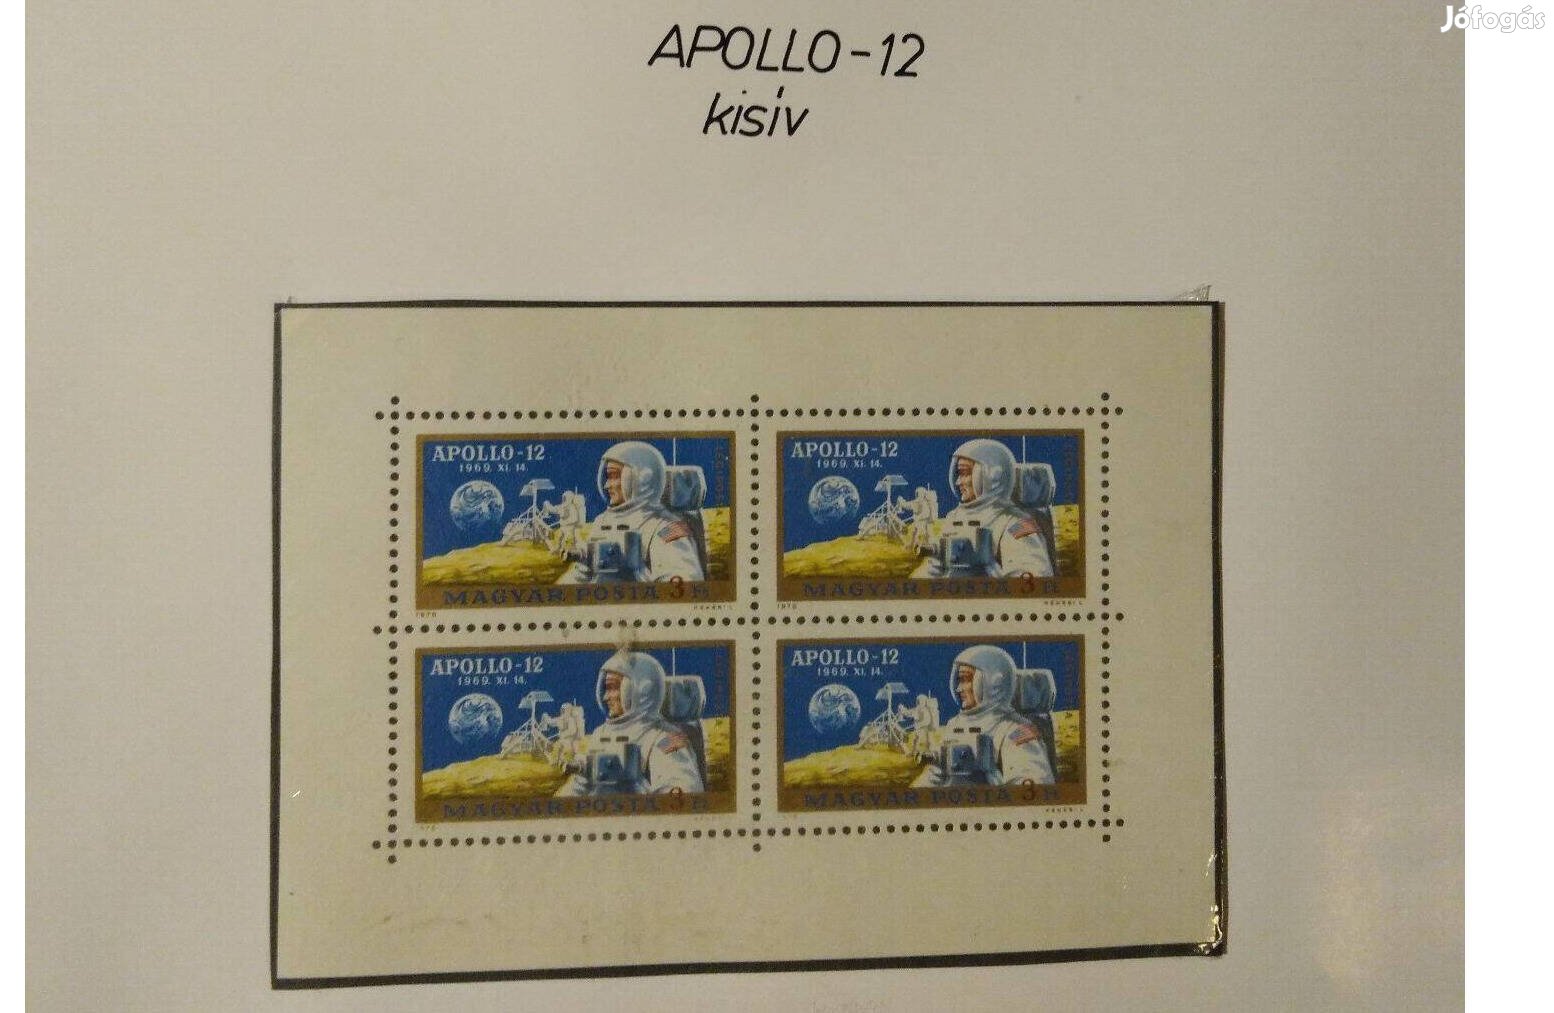 Jófogás
APOLLO-12
kisív
APOLLO-12
1969. XI. 14.
MAGYAR POSTA 3 Ft
1970
APOLLO-12
1969. XI. 14.
MAGYAR POSTA 3 Ft
1970
APOLLO-12
1969. XI. 14.
MAGYAR POSTA 3 Ft
APOLLO-12
1969. XI. 14.
MAGYAR POSTA 3 Ft